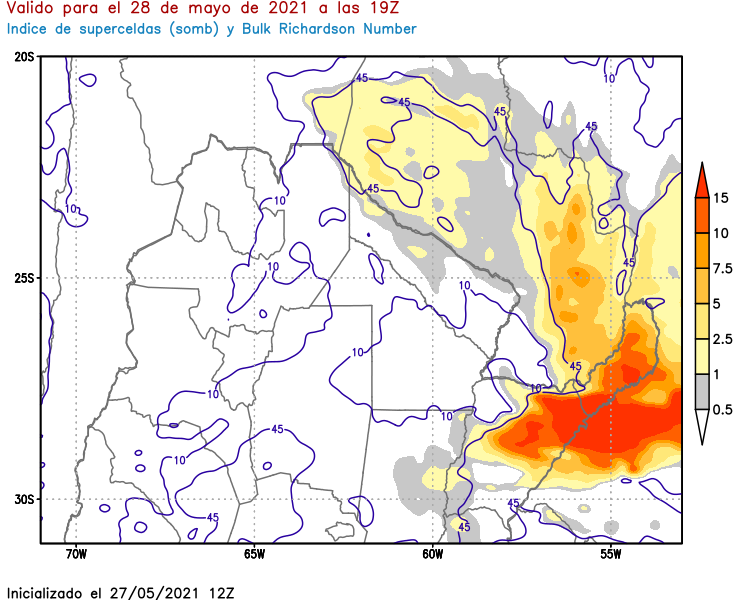 Valido para el 28 de mayo de 2021 a las 19Z
Indice de superceldas (somb) y Bulk Richardson Number
20S
45
10
45
45
45
15
45
10
10
10
45
7.5
10
25S
10
5
2.5
10
45
1
10
10
10
0.5
45
10
30S
45
45
45
70W
65W
60W
55W
Inicializado el 27/05/2021 12Z